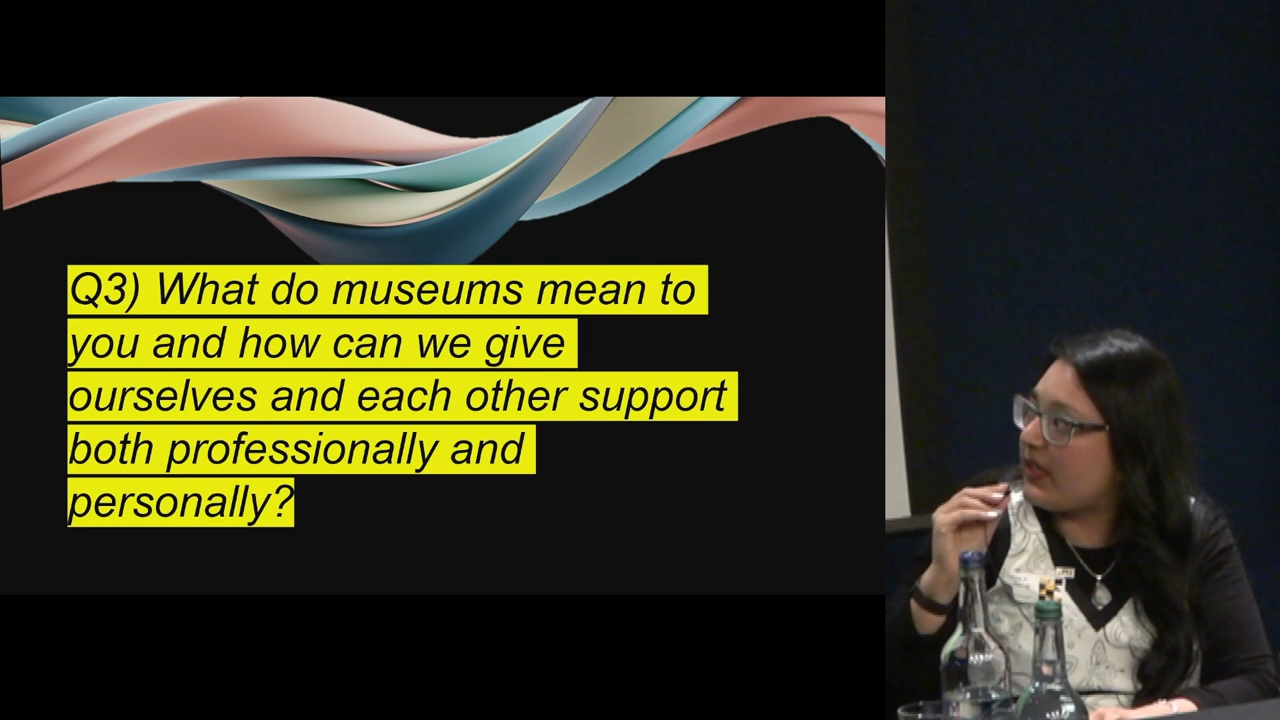 Q3) What do museums mean to
you and how can we give
ourselves and each other support
both professionally and
personally?